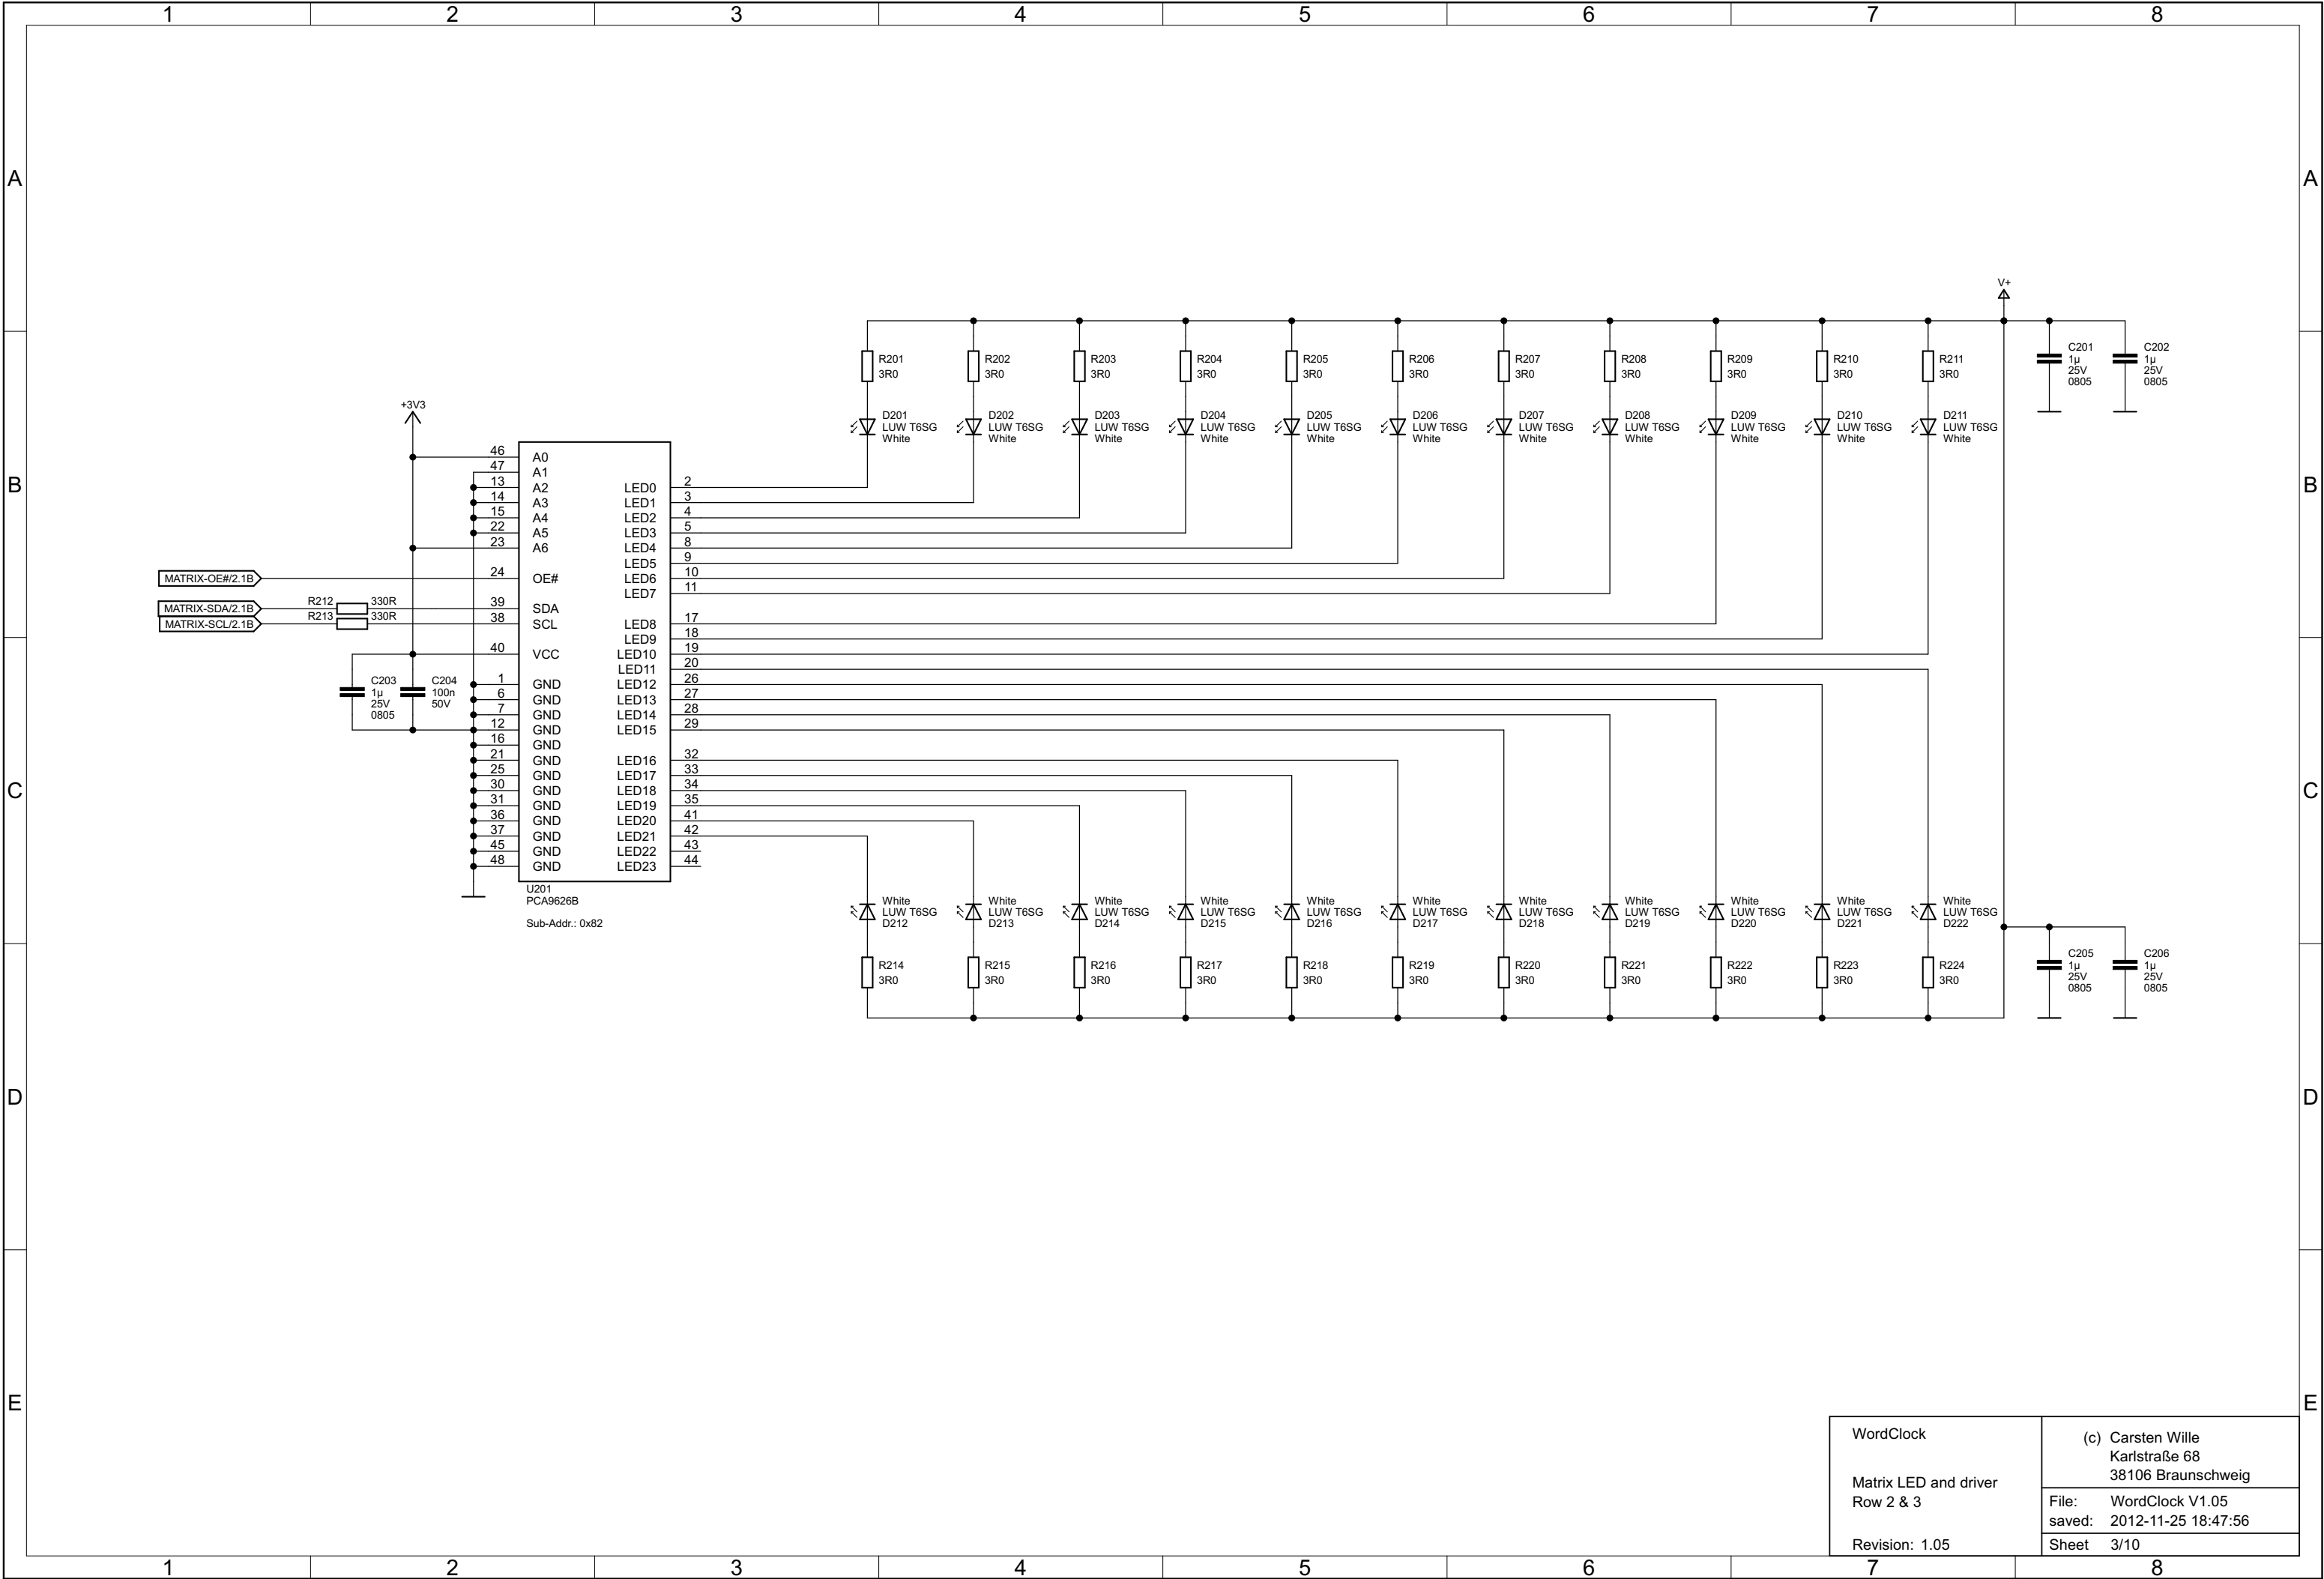 1 2 3 4 5 6 7 8
A A
V+
R201 R202 R203 R204 R205 R206 R207 R208 R209 R210 R211
3R0 3R0 3R0 3R0 3R0 3R0 3R0 3R0 3R0 3R0 3R0
C201 C202
1µ 1µ
25V 25V
0805 0805
+3V3
D201 D202 D203 D204 D205 D206 D207 D208 D209 D210 D211
LUW T6SG LUW T6SG LUW T6SG LUW T6SG LUW T6SG LUW T6SG LUW T6SG LUW T6SG LUW T6SG LUW T6SG LUW T6SG
White White White White White White White White White White White
46 A0
47 A1
B B
13 A2 LED0 2
14 A3 LED1 3
15 A4 LED2 4
22 A5 LED3 5
23 A6 LED4 8
LED5 9
MATRIX-OE#/2.1B 24 OE# LED6 10
LED7 11
MATRIX-SDA/2.1B R212 330R 39 SDA
MATRIX-SCL/2.1B R213 330R 38 SCL LED8 17
LED9 18
40 VCC LED10 19
LED11 20
C203 C204
1µ 100n
25V 50V
0805
1 GND LED12 26
6 GND LED13 27
7 GND LED14 28
12 GND LED15 29
16 GND
21 GND LED16 32
25 GND LED17 33
C C
30 GND LED18 34
31 GND LED19 35
36 GND LED20 41
37 GND LED21 42
45 GND LED22 43
48 GND LED23 44
U201
PCA9626B
Sub-Addr.: 0x82
White White White White White White White White White White White
LUW T6SG LUW T6SG LUW T6SG LUW T6SG LUW T6SG LUW T6SG LUW T6SG LUW T6SG LUW T6SG LUW T6SG LUW T6SG
D212 D213 D214 D215 D216 D217 D218 D219 D220 D221 D222
R214 R215 R216 R217 R218 R219 R220 R221 R222 R223 R224
3R0 3R0 3R0 3R0 3R0 3R0 3R0 3R0 3R0 3R0 3R0
C205 C206
1µ 1µ
25V 25V
0805 0805
D D
E E
WordClock
Matrix LED and driver
Row 2 & 3
Revision: 1.05
(c) Carsten Wille
Karlstraße 68
38106 Braunschweig
File: WordClock V1.05
saved: 2012-11-25 18:47:56
Sheet 3/10
1 2 3 4 5 6 7 8